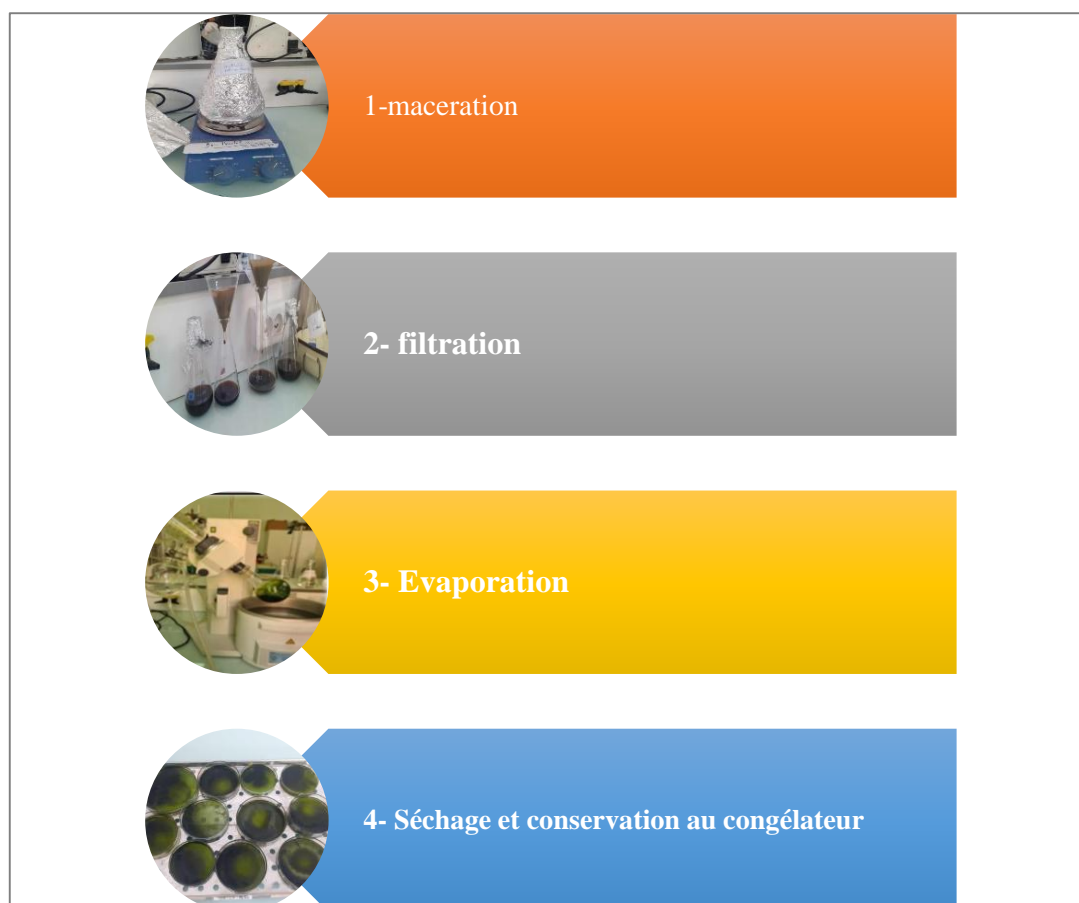 1-maceration
2- filtration
3- Evaporation
4- Séchage et conservation au congélateur